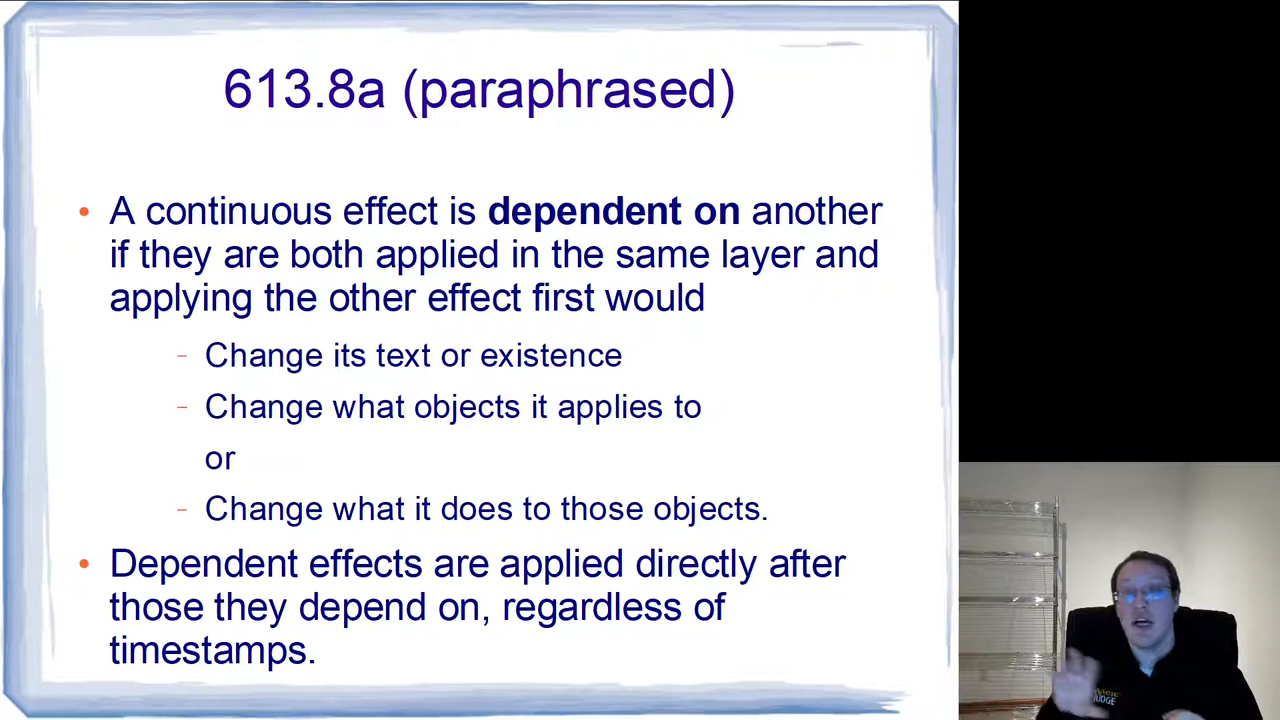 613.8a (paraphrased)
• A continuous effect is dependent on another
if they are both applied in the same layer and
applying the other effect first would
– Change its text or existence
– Change what objects it applies to
or
– Change what it does to those objects.
• Dependent effects are applied directly after
those they depend on, regardless of
timestamps.
JUDGE